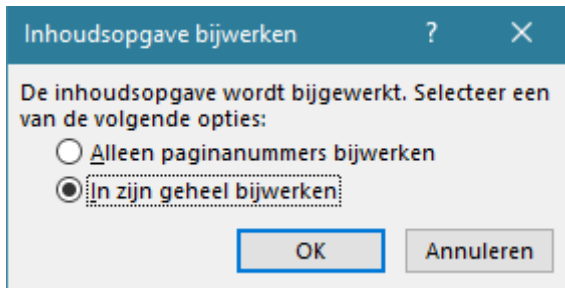 Inhoudsopgave bijwerken ? ×
De inhoudsopgave wordt bijgewerkt. Selecteer een
van de volgende opties:
Alleen paginanummers bijwerken
In zijn geheel bijwerken
OK Annuleren